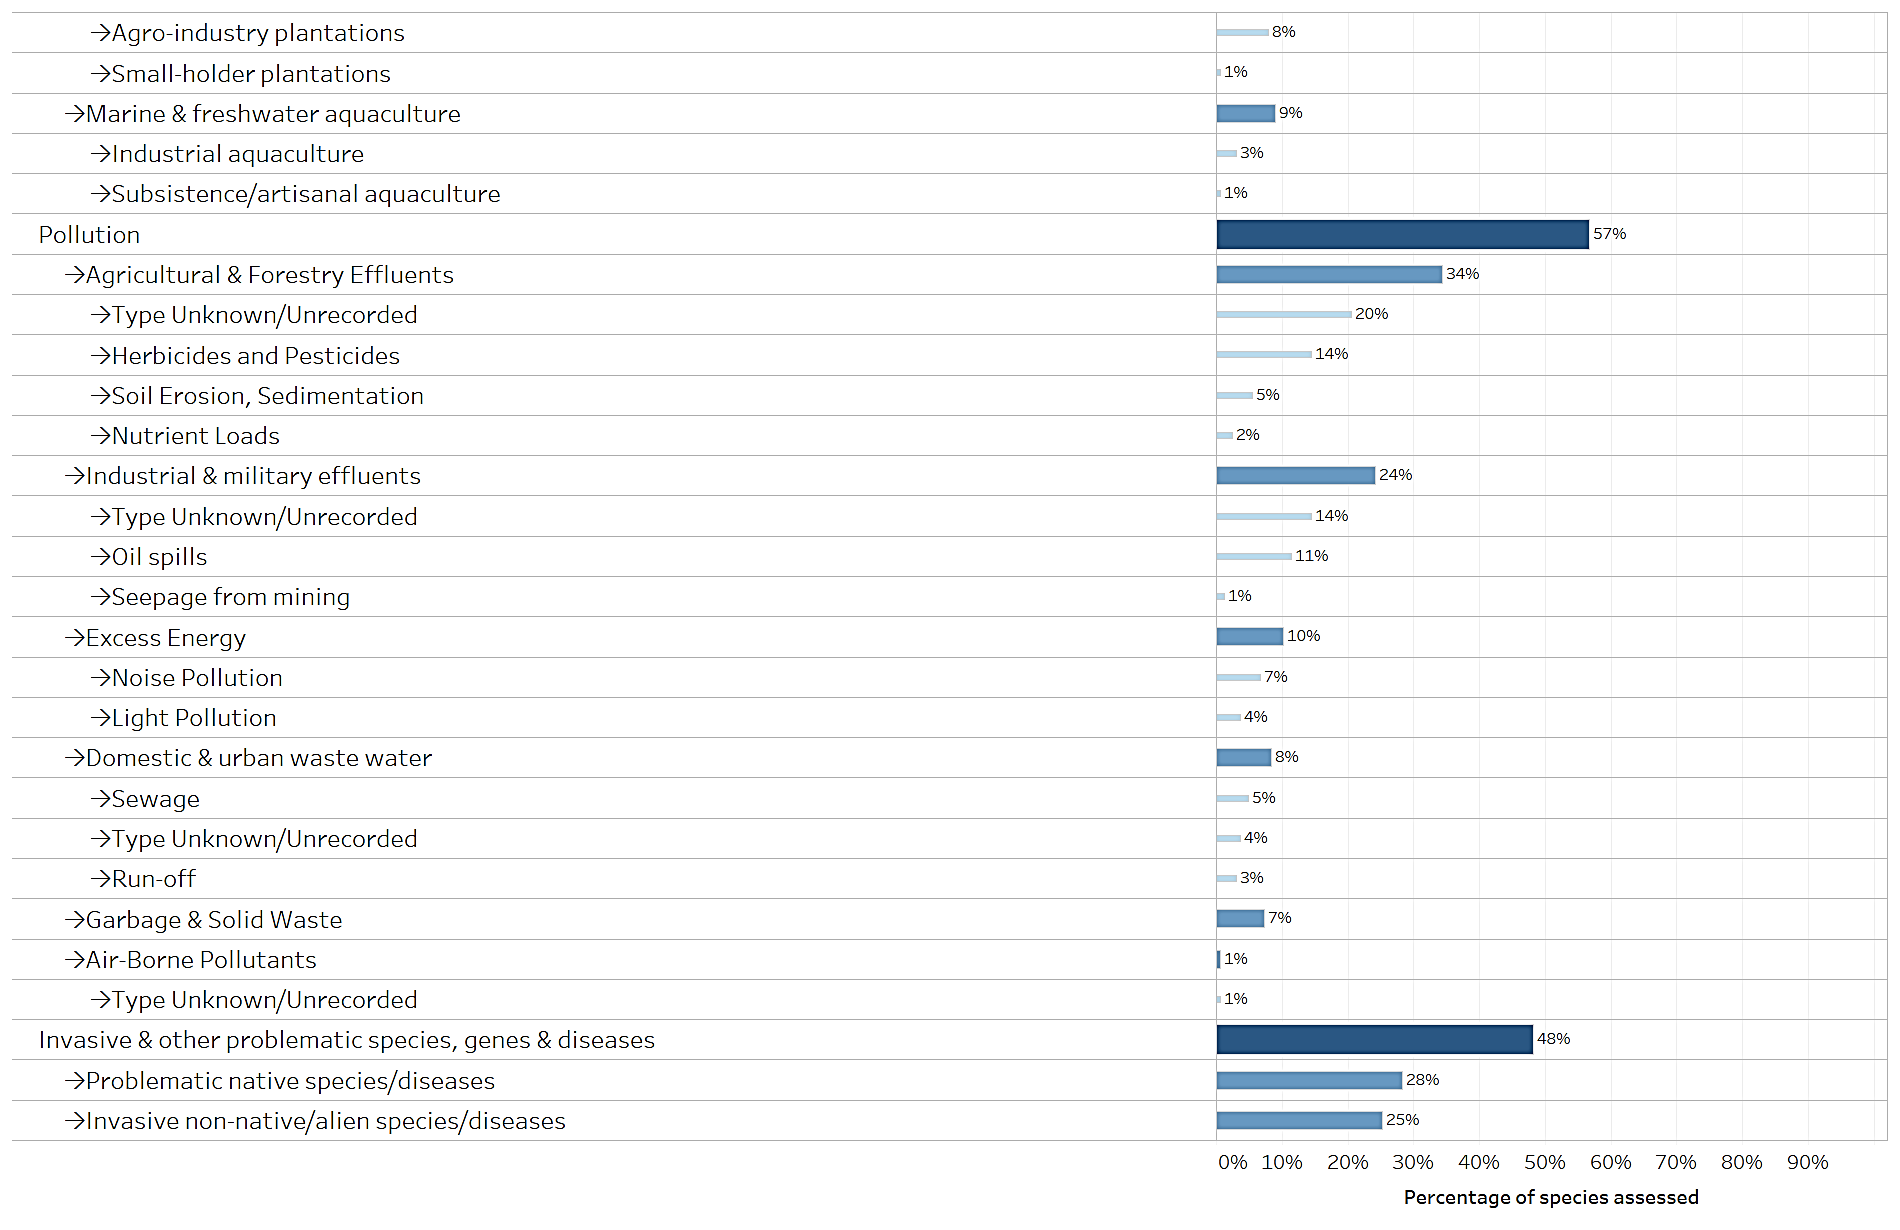 →Agro-industry plantations 8%
→Small-holder plantations 1%
→Marine & freshwater aquaculture 9%
→Industrial aquaculture 3%
→Subsistence/artisanal aquaculture 1%
Pollution 57%
→Agricultural & Forestry Effluents 34%
→Type Unknown/Unrecorded 20%
→Herbicides and Pesticides 14%
→Soil Erosion, Sedimentation 5%
→Nutrient Loads 2%
→Industrial & military effluents 24%
→Type Unknown/Unrecorded 14%
→Oil spills 11%
→Seepage from mining 1%
→Excess Energy 10%
→Noise Pollution 7%
→Light Pollution 4%
→Domestic & urban waste water 8%
→Sewage 5%
→Type Unknown/Unrecorded 4%
→Run-off 3%
→Garbage & Solid Waste 7%
→Air-Borne Pollutants 1%
→Type Unknown/Unrecorded 1%
Invasive & other problematic species, genes & diseases 48%
→Problematic native species/diseases 28%
→Invasive non-native/alien species/diseases 25%
0% 10% 20% 30% 40% 50% 60% 70% 80% 90%
Percentage of species assessed